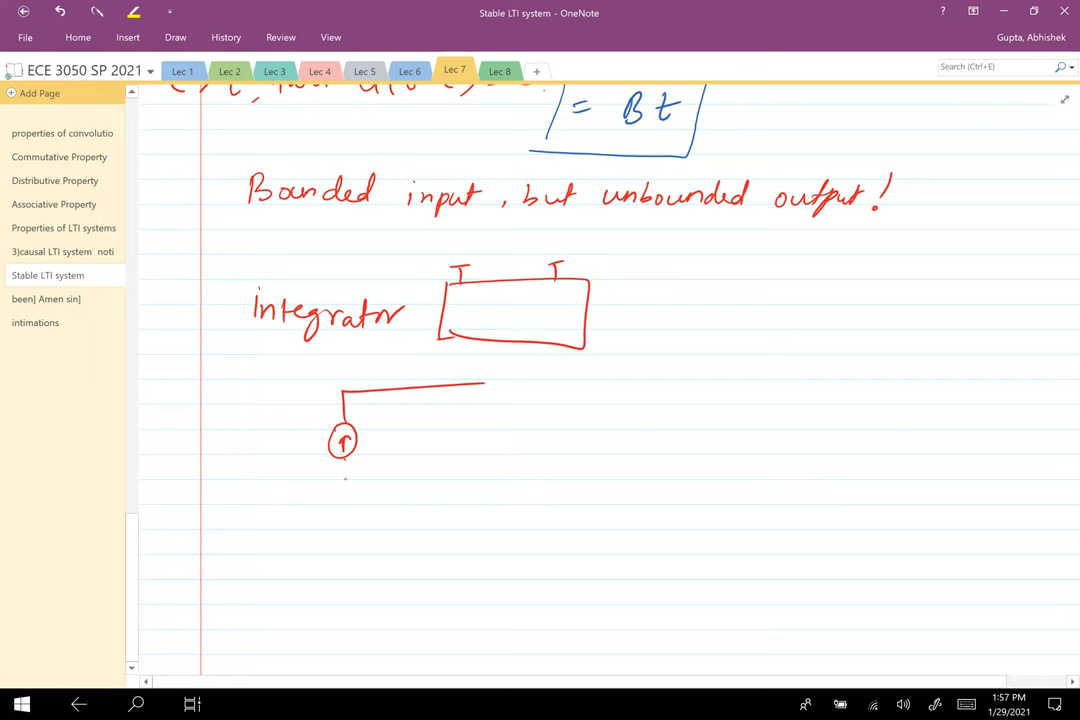 Stable LTI system - OneNote
Gupta, Abhishek
File Home Insert Draw History Review View
ECE 3050 SP 2021
Lec 1 Lec 2 Lec 3 Lec 4 Lec 5 Lec 6 Lec 7 Lec 8
Search (Ctrl+E)
Add Page
properties of convolutio
Commutative Property
Distributive Property
Associative Property
Properties of LTI systems
3)causal LTI system noti
Stable LTI system
been] Amen sin]
intimations
= Bt
Bounded input, but unbounded output!
integrator
1:57 PM
1/29/2021